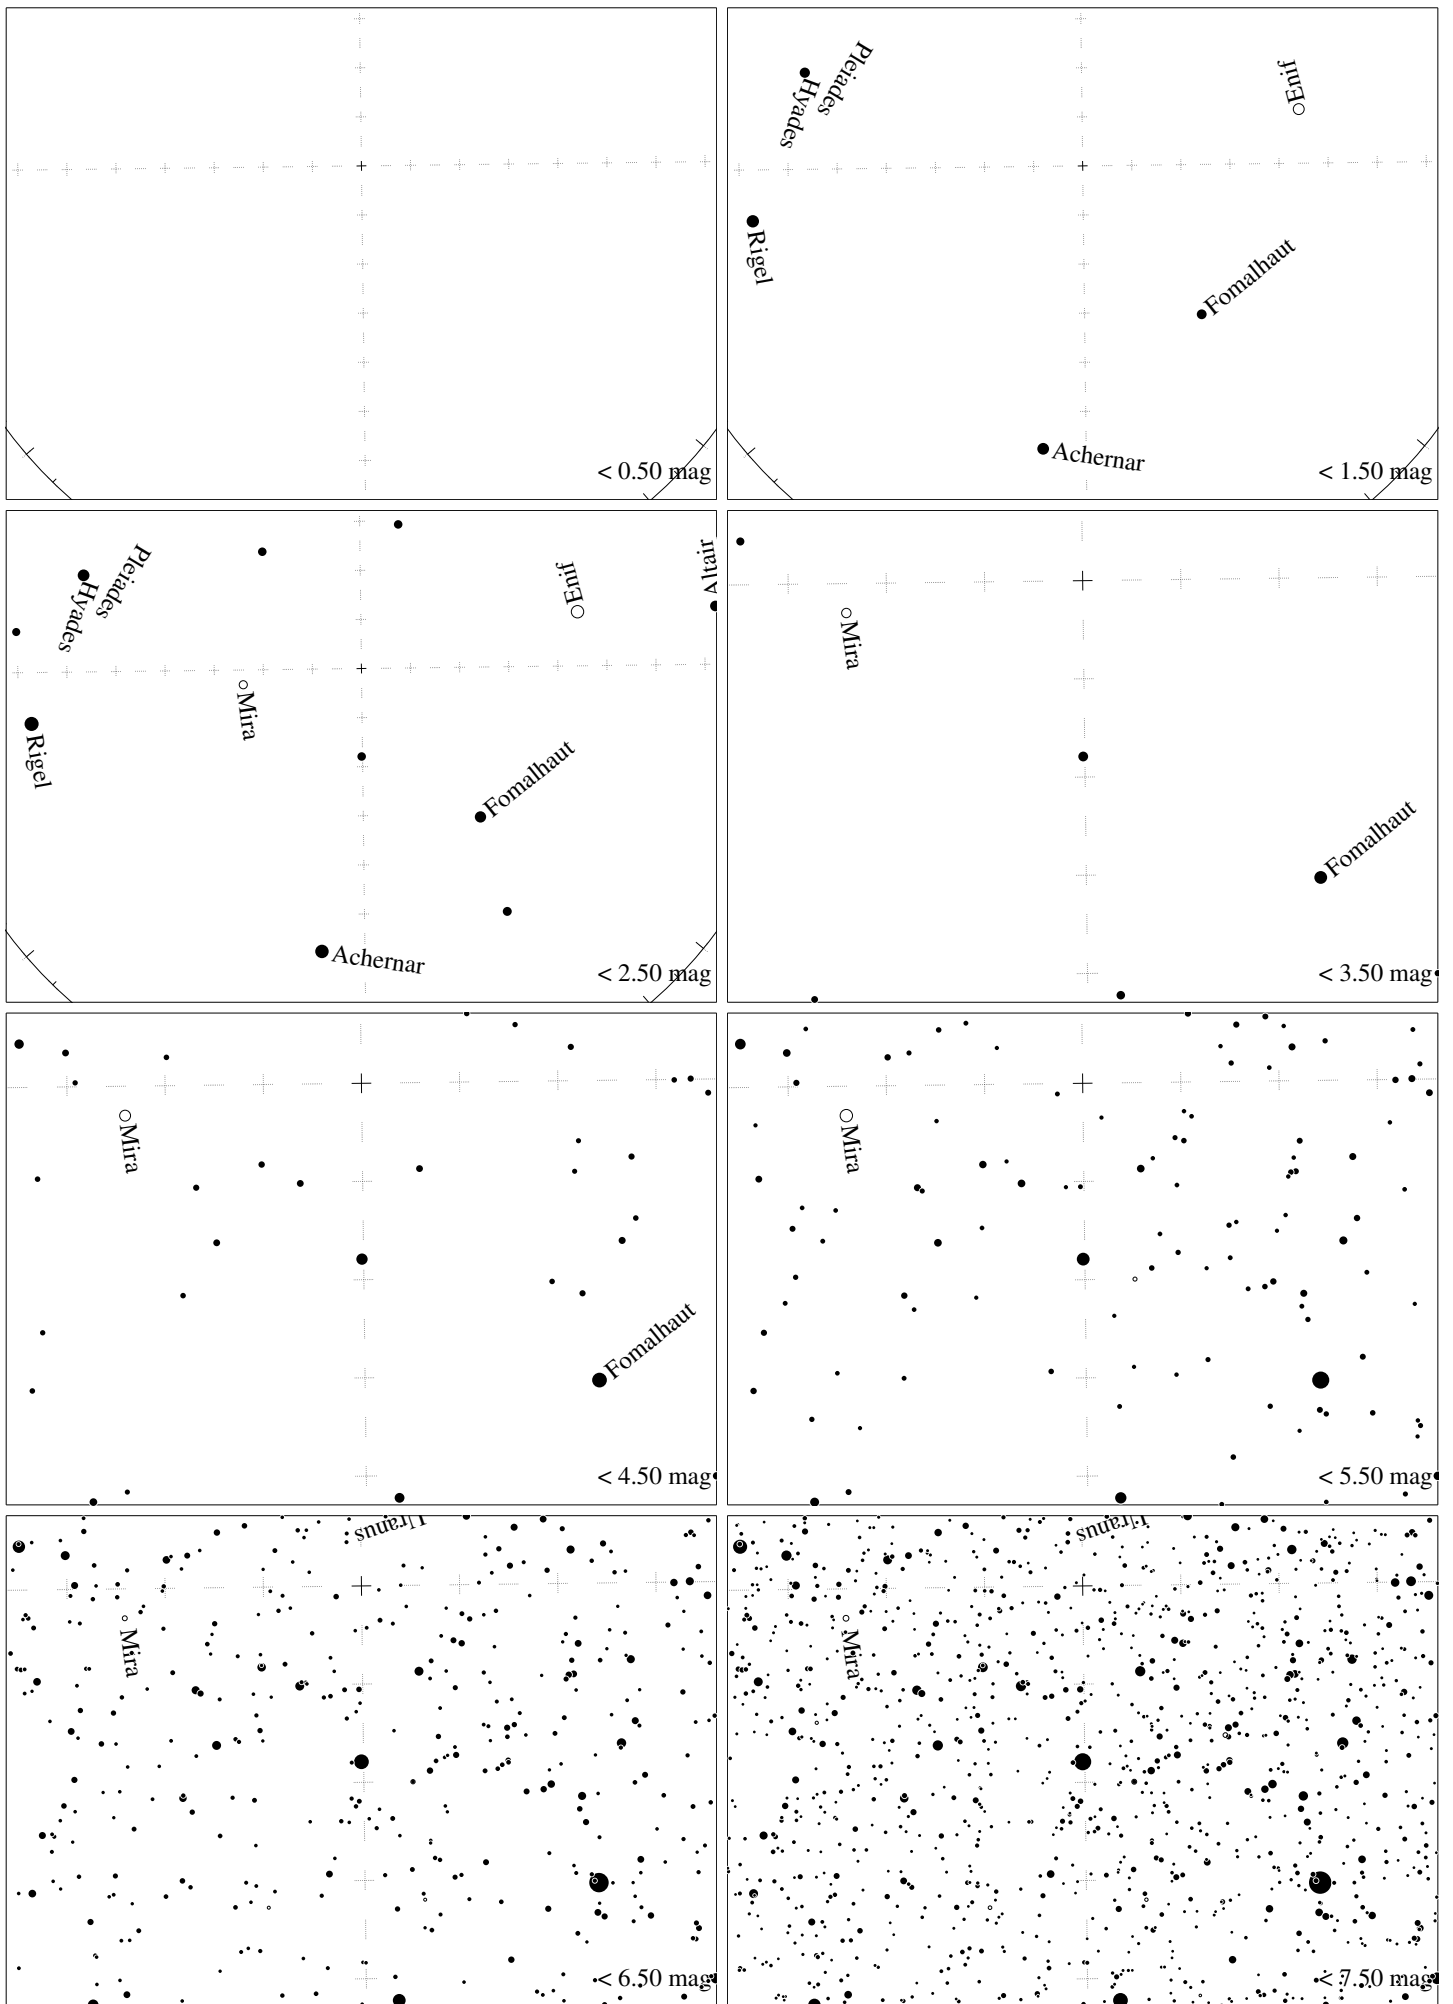 < 0.50 mag
Pleiades
Hyades
Enif
Rigel
Fomalhaut
Achernar
< 1.50 mag
Pleiades
Hyades
Enif
Altair
Mira
Rigel
Fomalhaut
Achernar
< 2.50 mag
Mira
Fomalhaut
< 3.50 mag
Mira
Fomalhaut
< 4.50 mag
Mira
< 5.50 mag
Uranus
Mira
< 6.50 mag
Uranus
Mira
< 7.50 mag